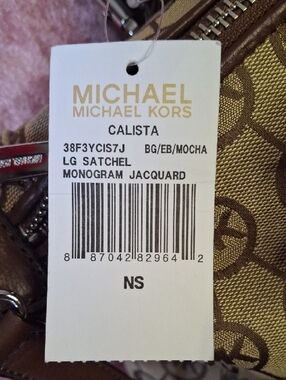 MICHAEL
MICHAEL KORS
CALISTA
38F3YCIS7J BG/EB/MOCHA
LG SATCHEL
MONOGRAM JACQUARD
8 87042 82964 2
NS